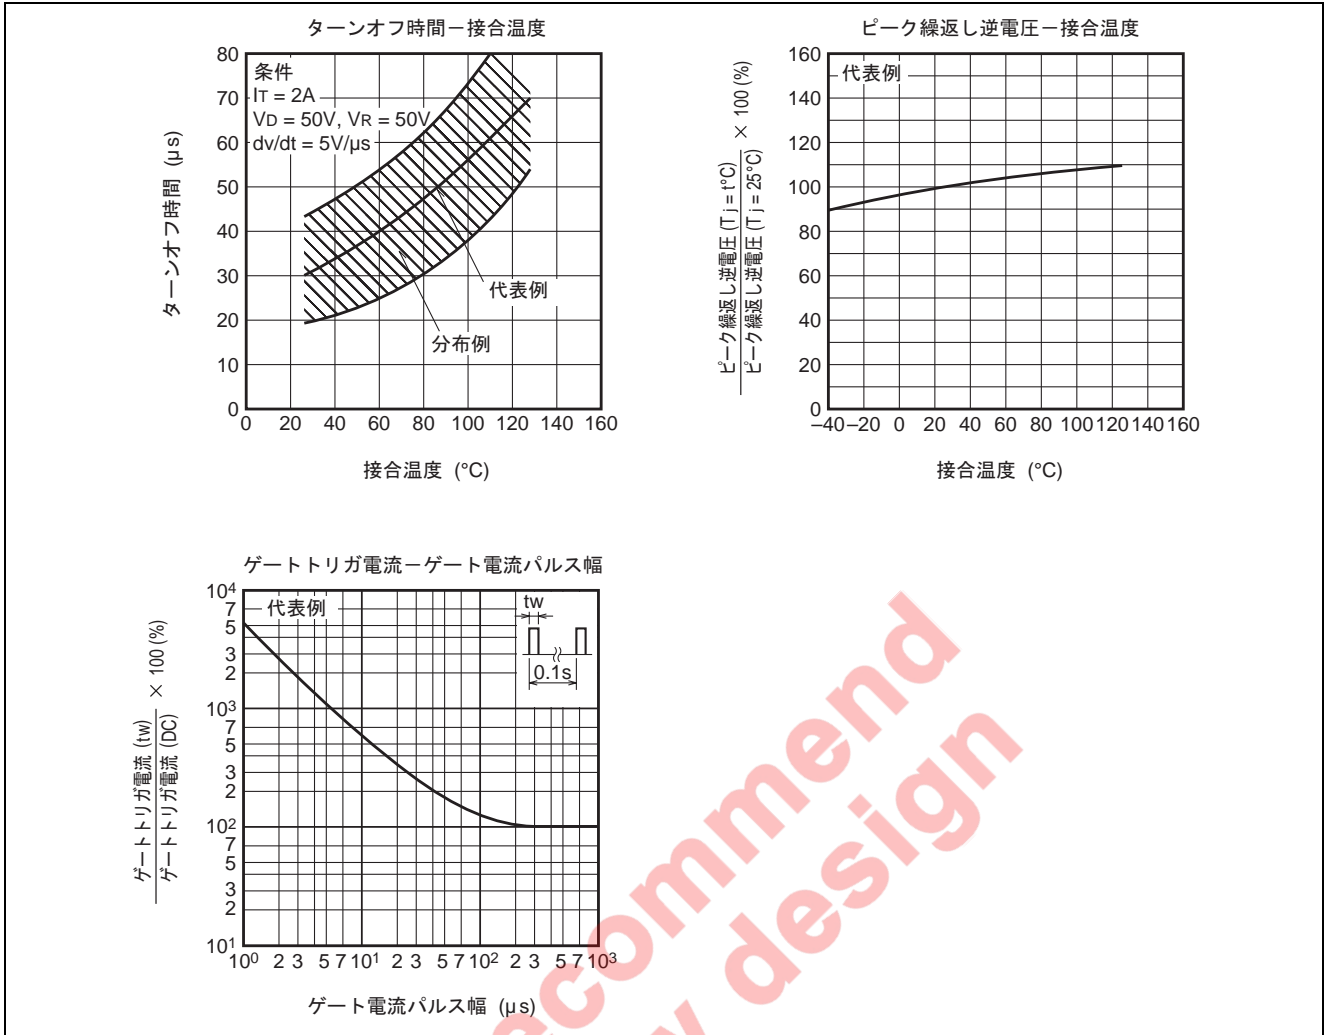 ターンオフ時間－接合温度
ターンオフ時間 (μs)
80
70
60
50
40
30
20
10
0
条件
IT = 2A
VD = 50V, VR = 50V
dv/dt = 5V/μs
代表例
分布例
0 20 40 60 80 100 120 140 160
接合温度 (°C)
ピーク繰返し逆電圧－接合温度
ピーク繰返し逆電圧 (Tj = t°C)
ピーク繰返し逆電圧 (Tj = 25°C)
× 100 (%)
160
140
120
100
80
60
40
20
0
代表例
–40 –20 0 20 40 60 80 100 120 140 160
接合温度 (°C)
ゲートトリガ電流－ゲート電流パルス幅
ゲートトリガ電流 (tw)
ゲートトリガ電流 (DC)
× 100 (%)
10⁴
7
5
3
2
10³
7
5
3
2
10²
7
5
3
2
10¹
代表例
tw
0.1s
10⁰ 2 3 5 7 10¹ 2 3 5 7 10² 2 3 5 7 10³
ゲート電流パルス幅 (μs)
ecommend
design